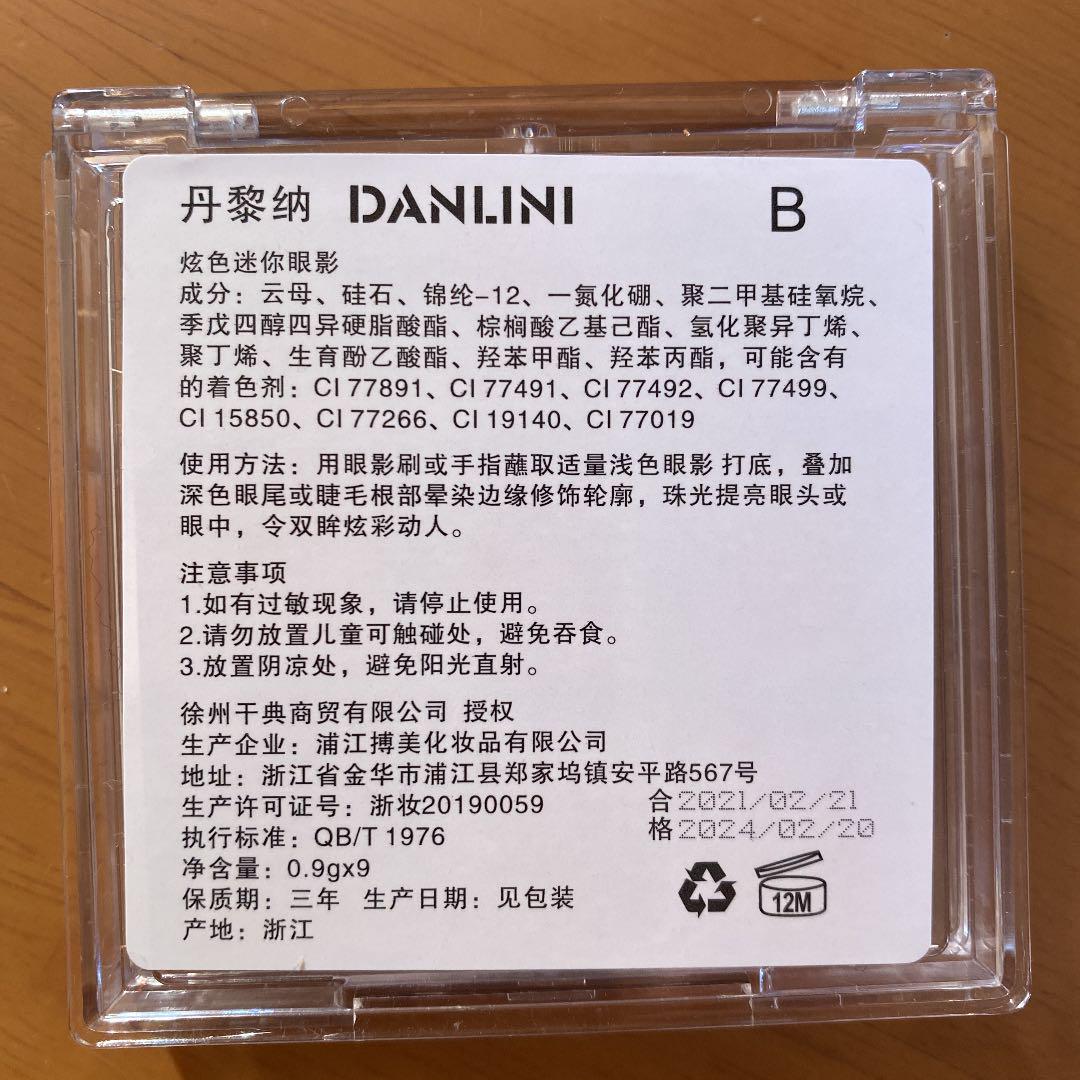 丹黎纳 DANLINI B
炫色迷你眼影
成分：云母、硅石、锦纶-12、一氮化硼、聚二甲基硅氧烷、
季戊四醇四异硬脂酸酯、棕榈酸乙基己酯、氢化聚异丁烯、
聚丁烯、生育酚乙酸酯、羟苯甲酯、羟苯丙酯，可能含有
的着色剂：CI 77891、CI 77491、CI 77492、CI 77499、
CI 15850、CI 77266、CI 19140、CI 77019
使用方法：用眼影刷或手指蘸取适量浅色眼影 打底，叠加
深色眼尾或睫毛根部晕染边缘修饰轮廓，珠光提亮眼头或
眼中，令双眸炫彩动人。
注意事项
1.如有过敏现象，请停止使用。
2.请勿放置儿童可触碰处，避免吞食。
3.放置阴凉处，避免阳光直射。
徐州干典商贸有限公司 授权
生产企业：浦江搏美化妆品有限公司
地址：浙江省金华市浦江县郑家坞镇安平路567号
生产许可证号：浙妆20190059
执行标准：QB/T 1976
净含量：0.9gx9
保质期：三年 生产日期：见包装
产地：浙江
合2021/02/21
格2024/02/20
12M